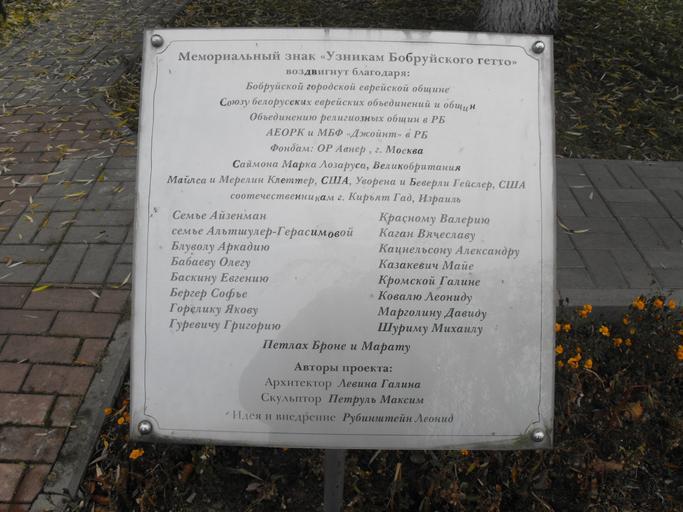 Мемориальный знак «Узникам Бобруйского гетто»
воздвигнут благодаря:
Бобруйской городской еврейской общине
Союзу белорусских еврейских объединений и общин
Объединению религиозных общин в РБ
АЕОРК и МБФ «Джойнт» в РБ
Фондам: ОР Авнер , г. Москва
Саймона Марка Лозаруса, Великобритания
Майлса и Мерелин Клеттер, США, Уворена и Беверли Гейслер, США
соотечественникам г. Кирьят Гад, Израиль
Семье Айзенман
семье Альтшулер-Герасимовой
Блуволу Аркадию
Бабаеву Олегу
Баскину Евгению
Бергер Софье
Горелику Якову
Гуревичу Григорию
Красному Валерию
Каган Вячеславу
Кацнельсону Александру
Казакевич Майе
Кромской Галине
Ковалю Леониду
Марголину Давиду
Шуриму Михаилу
Петлах Броне и Марату
Авторы проекта:
Архитектор Левина Галина
Скульптор Петруль Максим
Идея и внедрение Рубинштейн Леонид